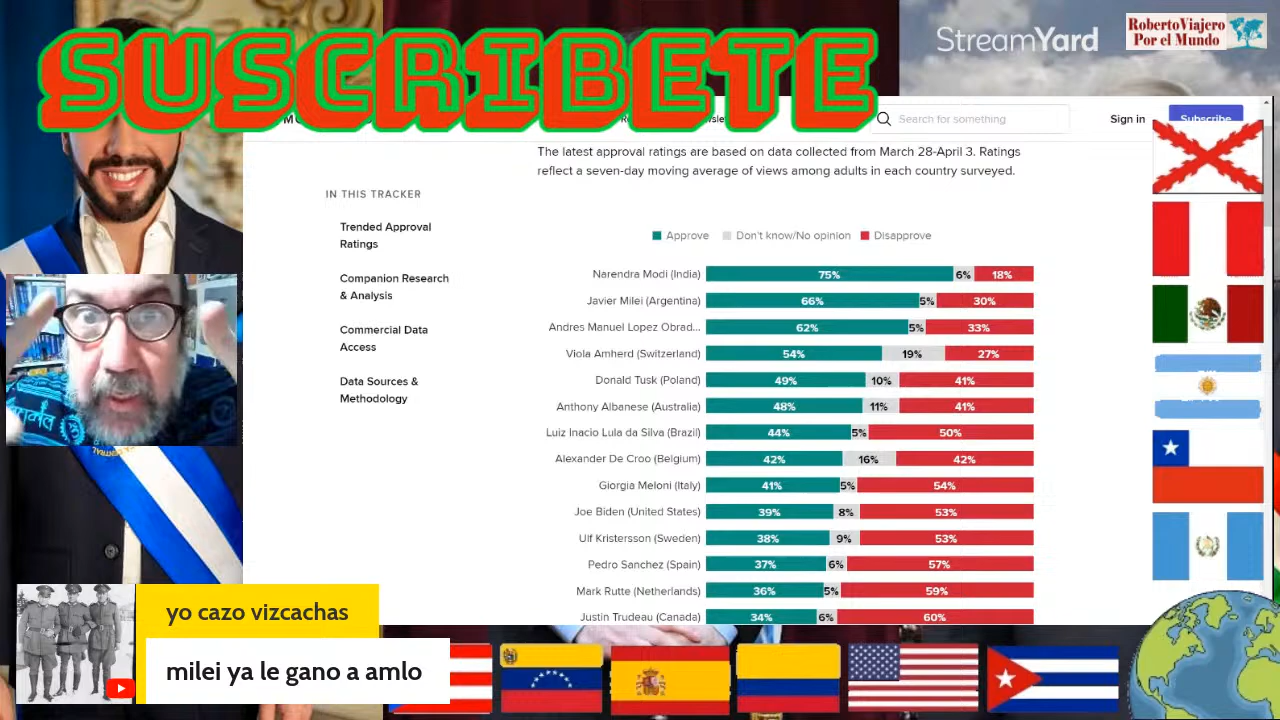 SUSCRIBETE
StreamYard
RobertoViajero
Por el Mundo
Search for something
Sign in
Subscribe
The latest approval ratings are based on data collected from March 28-April 3. Ratings
reflect a seven-day moving average of views among adults in each country surveyed.
IN THIS TRACKER
Trended Approval
Ratings
Companion Research
& Analysis
Commercial Data
Access
Data Sources &
Methodology
Approve Don't know/No opinion Disapprove
Narendra Modi (India) 75% 6% 18%
Javier Milei (Argentina) 66% 5% 30%
Andres Manuel Lopez Obrad... 62% 5% 33%
Viola Amherd (Switzerland) 54% 19% 27%
Donald Tusk (Poland) 49% 10% 41%
Anthony Albanese (Australia) 48% 11% 41%
Luiz Inacio Lula da Silva (Brazil) 44% 5% 50%
Alexander De Croo (Belgium) 42% 16% 42%
Giorgia Meloni (Italy) 41% 5% 54%
Joe Biden (United States) 39% 8% 53%
Ulf Kristersson (Sweden) 38% 9% 53%
Pedro Sanchez (Spain) 37% 6% 57%
Mark Rutte (Netherlands) 36% 5% 59%
Justin Trudeau (Canada) 34% 6% 60%
yo cazo vizcachas
milei ya le gano a amlo